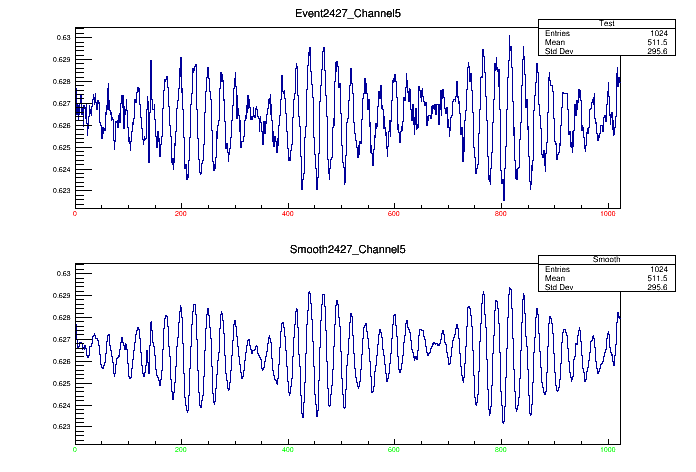 Event2427_Channel5
Test
Entries 1024
Mean 511.5
Std Dev 295.6
0.63
0.629
0.628
0.627
0.626
0.625
0.624
0.623
0 200 400 600 800 1000
Smooth2427_Channel5
Smooth
Entries 1024
Mean 511.5
Std Dev 295.6
0.63
0.629
0.628
0.627
0.626
0.625
0.624
0.623
0 200 400 600 800 1000